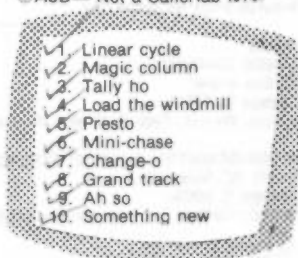 Not a
1. Linear cycle
2. Magic column
3. Tally ho
4. Load the windmill
5. Presto
6. Mini-chase
7. Change-o
8. Grand track
9. Ah so
10. Something new